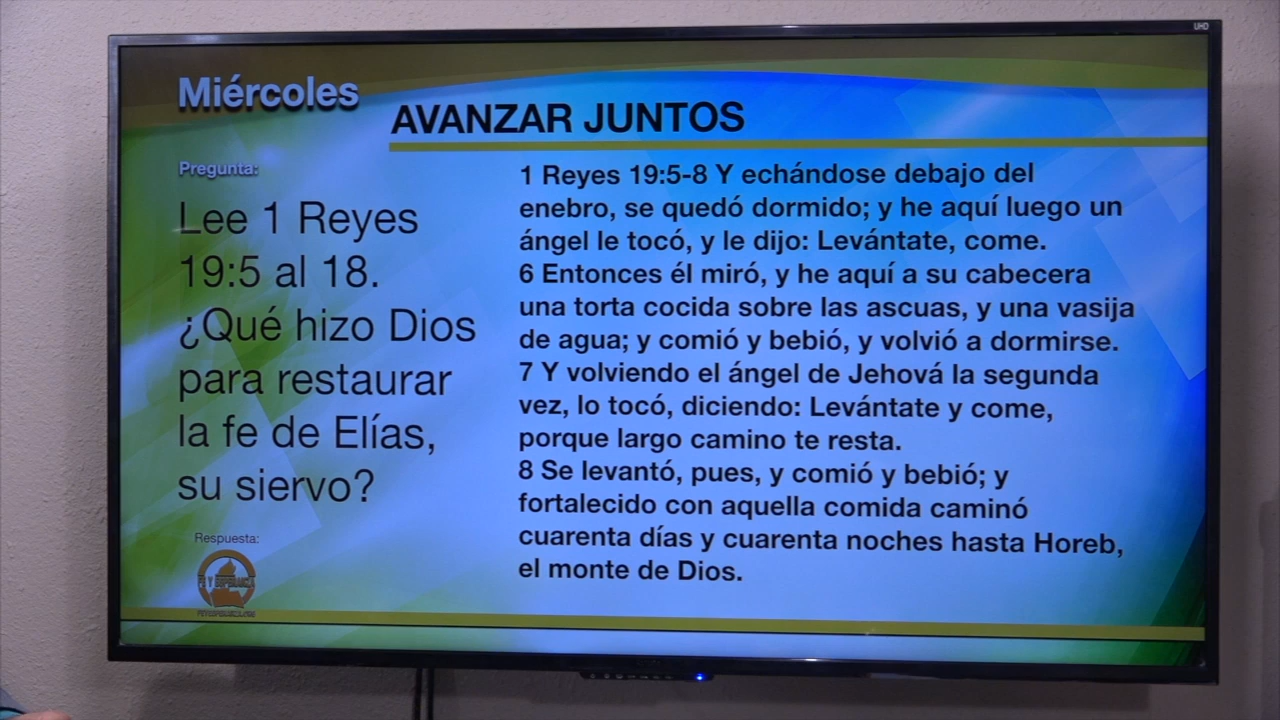 UHD
Miércoles
AVANZAR JUNTOS
Pregunta:
Lee 1 Reyes
19:5 al 18.
¿Qué hizo Dios
para restaurar
la fe de Elías,
su siervo?
Respuesta:
FE Y ESPERANZA
1 Reyes 19:5-8 Y echándose debajo del
enebro, se quedó dormido; y he aquí luego un
ángel le tocó, y le dijo: Levántate, come.
6 Entonces él miró, y he aquí a su cabecera
una torta cocida sobre las ascuas, y una vasija
de agua; y comió y bebió, y volvió a dormirse.
7 Y volviendo el ángel de Jehová la segunda
vez, lo tocó, diciendo: Levántate y come,
porque largo camino te resta.
8 Se levantó, pues, y comió y bebió; y
fortalecido con aquella comida caminó
cuarenta días y cuarenta noches hasta Horeb,
el monte de Dios.